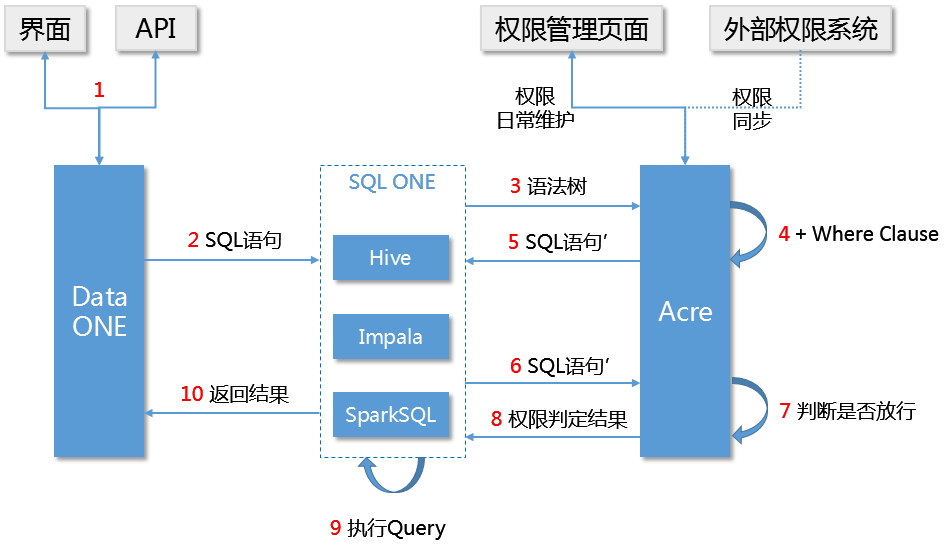 界面
API
权限管理页面
外部权限系统
1
权限
日常维护
权限
同步
SQL ONE
3 语法树
2 SQL语句
5 SQL语句’
4 + Where Clause
Hive
Data
ONE
Acre
Impala
6 SQL语句’
10 返回结果
SparkSQL
8 权限判定结果
7 判断是否放行
9 执行Query